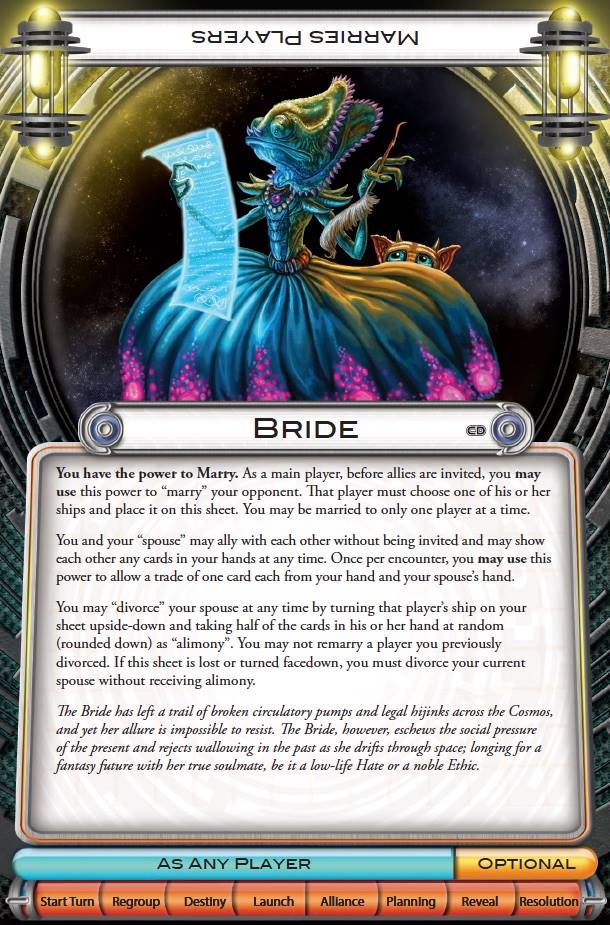 MARRIES PLAYERS
BRIDE
CD
You have the power to Marry. As a main player, before allies are invited, you may
use this power to “marry” your opponent. That player must choose one of his or her
ships and place it on this sheet. You may be married to only one player at a time.
You and your “spouse” may ally with each other without being invited and may show
each other any cards in your hands at any time. Once per encounter, you may use this
power to allow a trade of one card each from your hand and your spouse’s hand.
You may “divorce” your spouse at any time by turning that player’s ship on your
sheet upside-down and taking half of the cards in his or her hand at random
(rounded down) as “alimony”. You may not remarry a player you previously
divorced. If this sheet is lost or turned facedown, you must divorce your current
spouse without receiving alimony.
The Bride has left a trail of broken circulatory pumps and legal hijinks across the Cosmos,
and yet her allure is impossible to resist. The Bride, however, eschews the social pressure
of the present and rejects wallowing in the past as she drifts through space; longing for a
fantasy future with her true soulmate, be it a low-life Hate or a noble Ethic.
AS ANY PLAYER
OPTIONAL
Start Turn Regroup Destiny Launch Alliance Planning Reveal Resolution